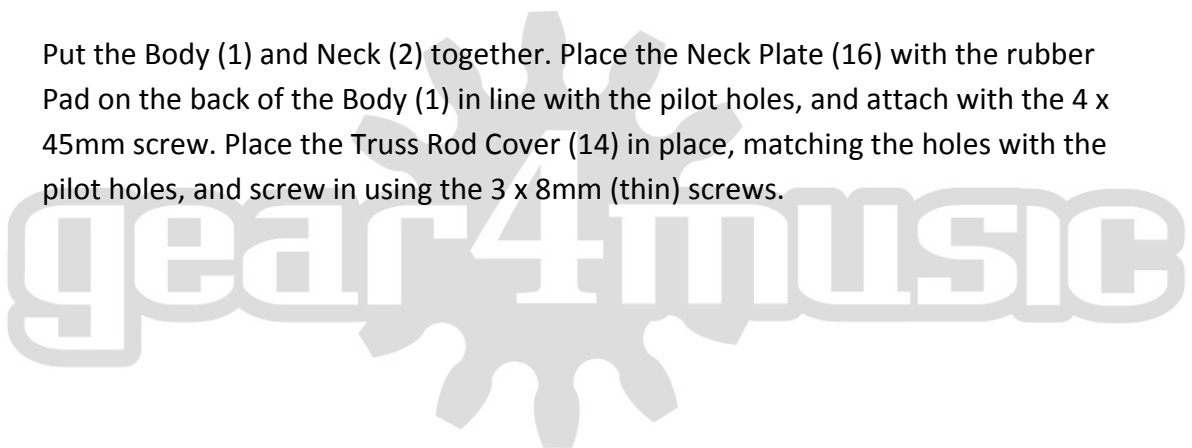 Put the Body (1) and Neck (2) together. Place the Neck Plate (16) with the rubber
Pad on the back of the Body (1) in line with the pilot holes, and attach with the 4 x
45mm screw. Place the Truss Rod Cover (14) in place, matching the holes with the
pilot holes, and screw in using the 3 x 8mm (thin) screws.
gear4music